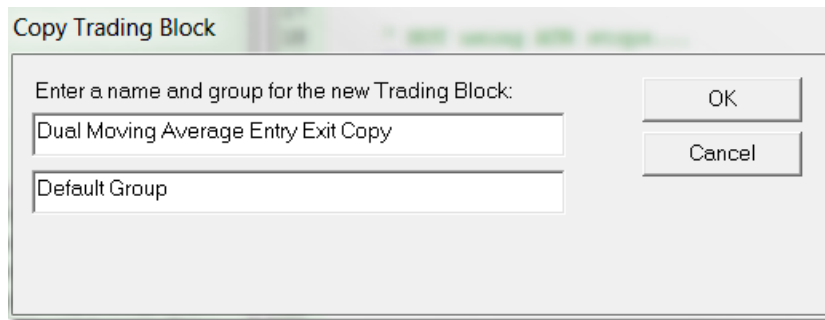 Copy Trading Block
Enter a name and group for the new Trading Block:
OK
Dual Moving Average Entry Exit Copy
Cancel
Default Group